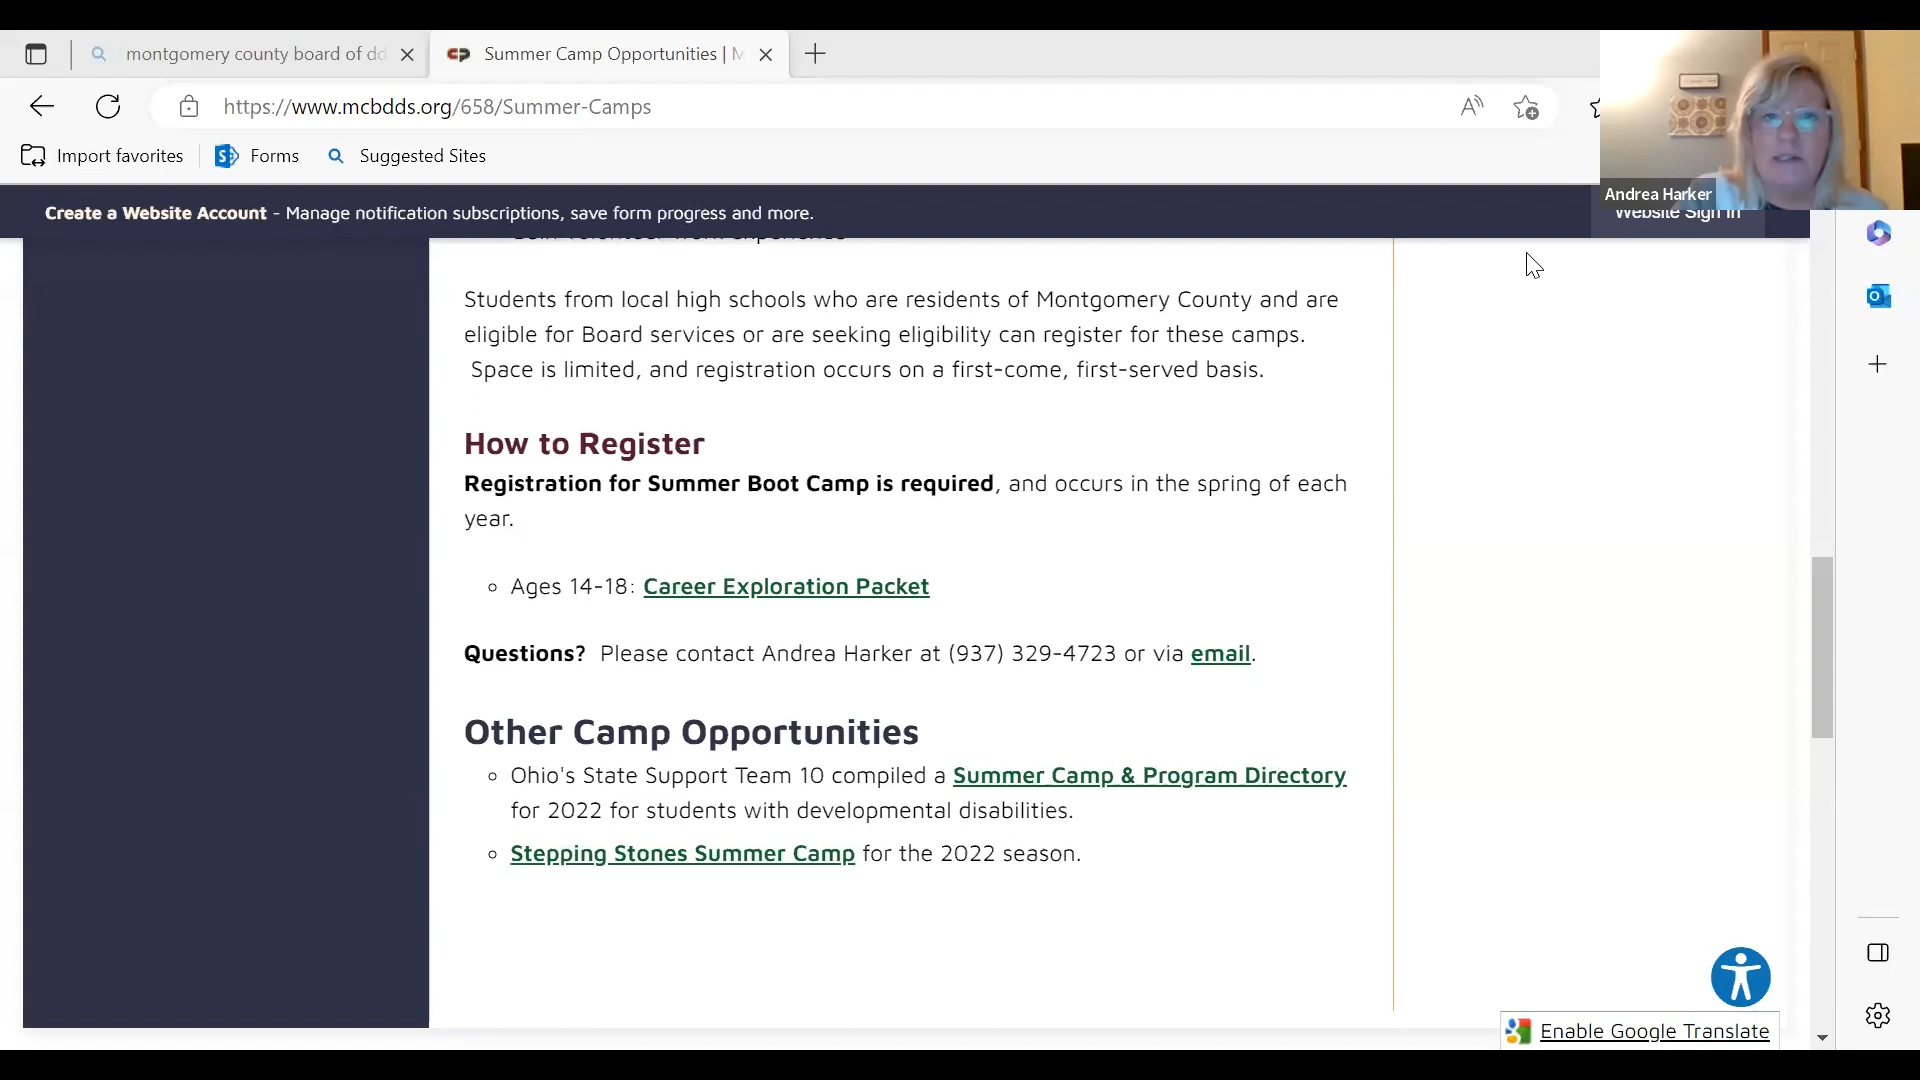 montgomery county board of dd
Summer Camp Opportunities | M
https://www.mcbdds.org/658/Summer-Camps
Import favorites
Forms
Suggested Sites
Andrea Harker
Create a Website Account - Manage notification subscriptions, save form progress and more.
Website Sign In
Students from local high schools who are residents of Montgomery County and are
eligible for Board services or are seeking eligibility can register for these camps.
Space is limited, and registration occurs on a first-come, first-served basis.
How to Register
Registration for Summer Boot Camp is required, and occurs in the spring of each
year.
Ages 14-18: Career Exploration Packet
Questions? Please contact Andrea Harker at (937) 329-4723 or via email.
Other Camp Opportunities
Ohio's State Support Team 10 compiled a Summer Camp & Program Directory
for 2022 for students with developmental disabilities.
Stepping Stones Summer Camp for the 2022 season.
Enable Google Translate